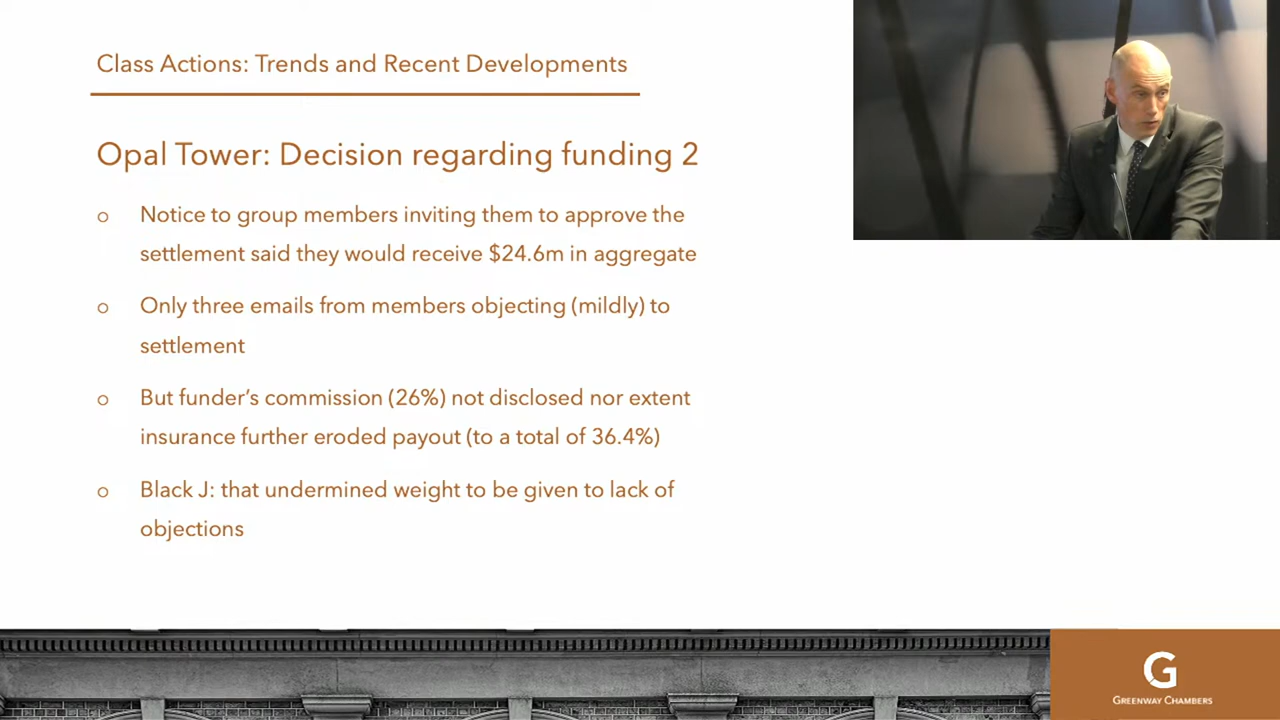 Class Actions: Trends and Recent Developments
Opal Tower: Decision regarding funding 2
o Notice to group members inviting them to approve the
settlement said they would receive $24.6m in aggregate
o Only three emails from members objecting (mildly) to
settlement
o But funder’s commission (26%) not disclosed nor extent
insurance further eroded payout (to a total of 36.4%)
o Black J: that undermined weight to be given to lack of
objections
G
GREENWAY CHAMBERS